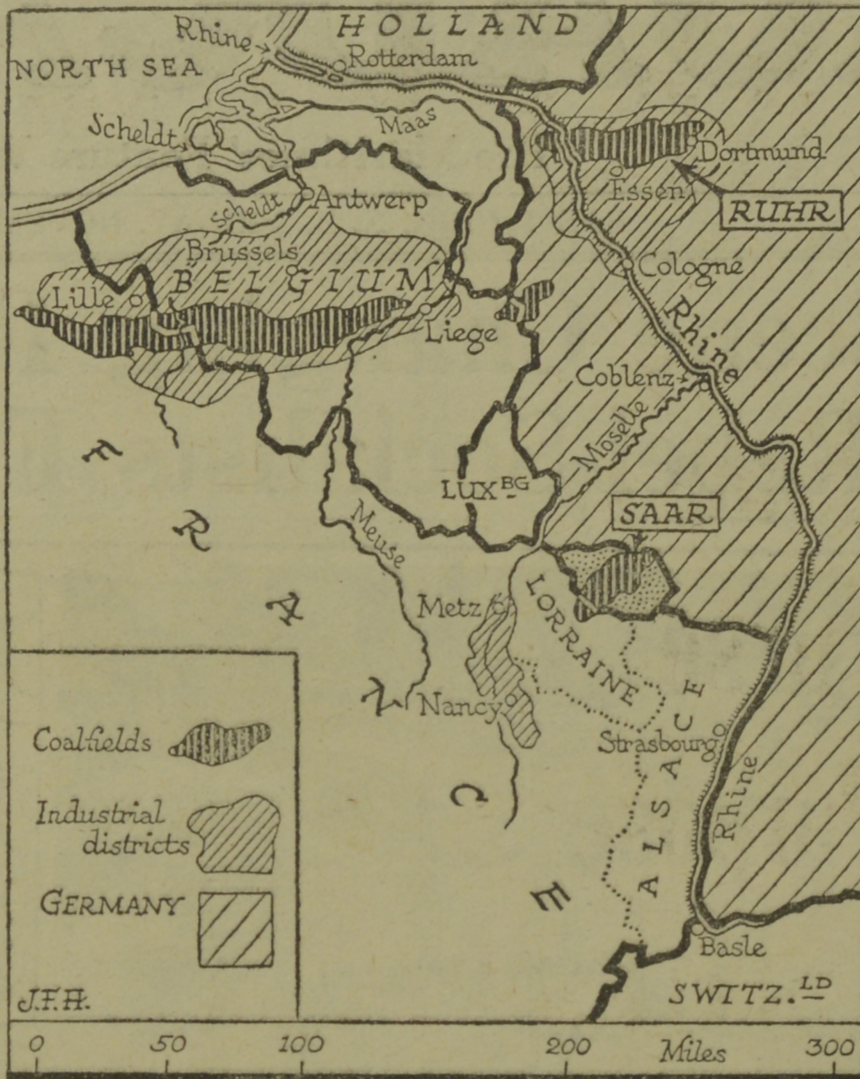 HOLLAND
Rhine
Rotterdam
NORTH SEA
Scheldt
Maas
Dortmund
Essen
RUHR
Antwerp
Scheldt
Brussels
BELGIUM
Cologne
Lille
Liege
Rhine
Coblenz
Moselle
LUXBG
SAAR
Meuse
Metz
LORRAINE
Nancy
Strasbourg
ALSACE
Rhine
FRANCE
Basle
SWITZ.LD
Coalfields
Industrial
districts
GERMANY
J.F.H.
0 50 100 200 Miles 300